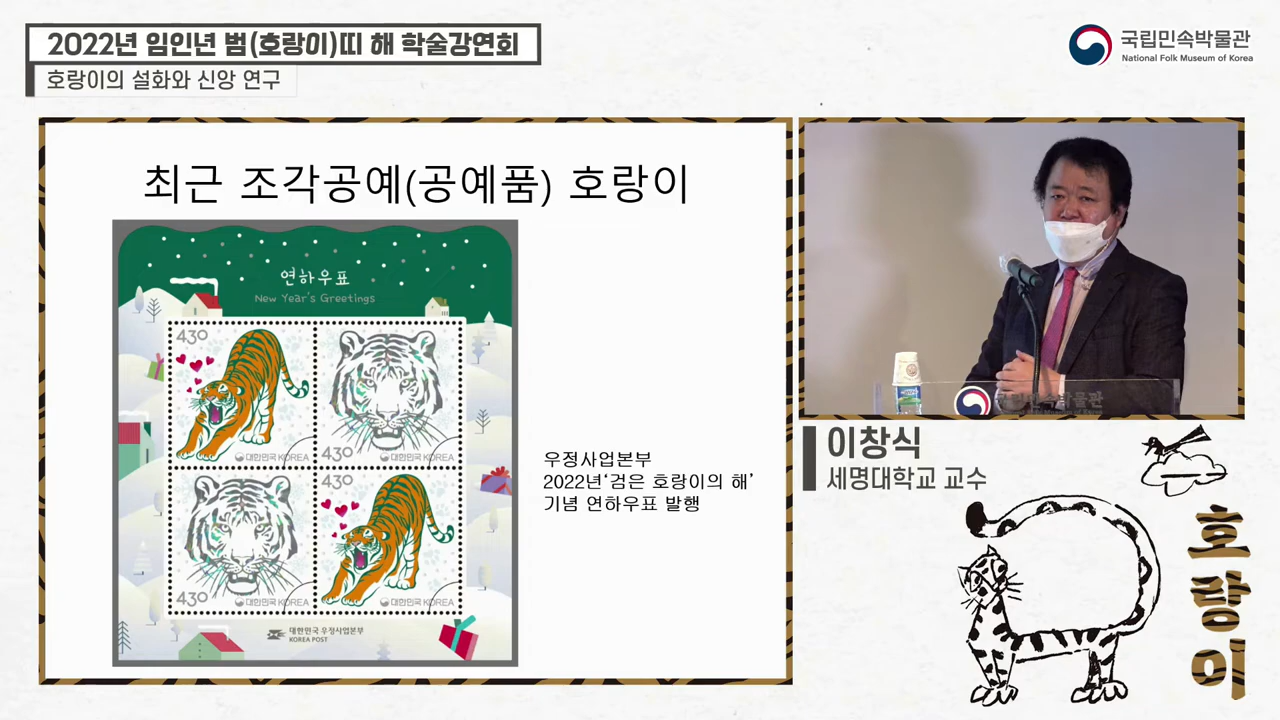 2022년 임인년 범(호랑이)띠 해 학술강연회
호랑이의 설화와 신앙 연구
국립민속박물관
National Folk Museum of Korea
최근 조각공예(공예품) 호랑이
연하우표
New Year's Greetings
430
대한민국 KOREA
430
대한민국 KOREA
430
대한민국 KOREA
430
대한민국 KOREA
대한민국 우정사업본부
KOREA POST
우정사업본부
2022년‘검은 호랑이의 해’
기념 연하우표 발행
국립민속박물관
이창식
세명대학교 교수
호랑이